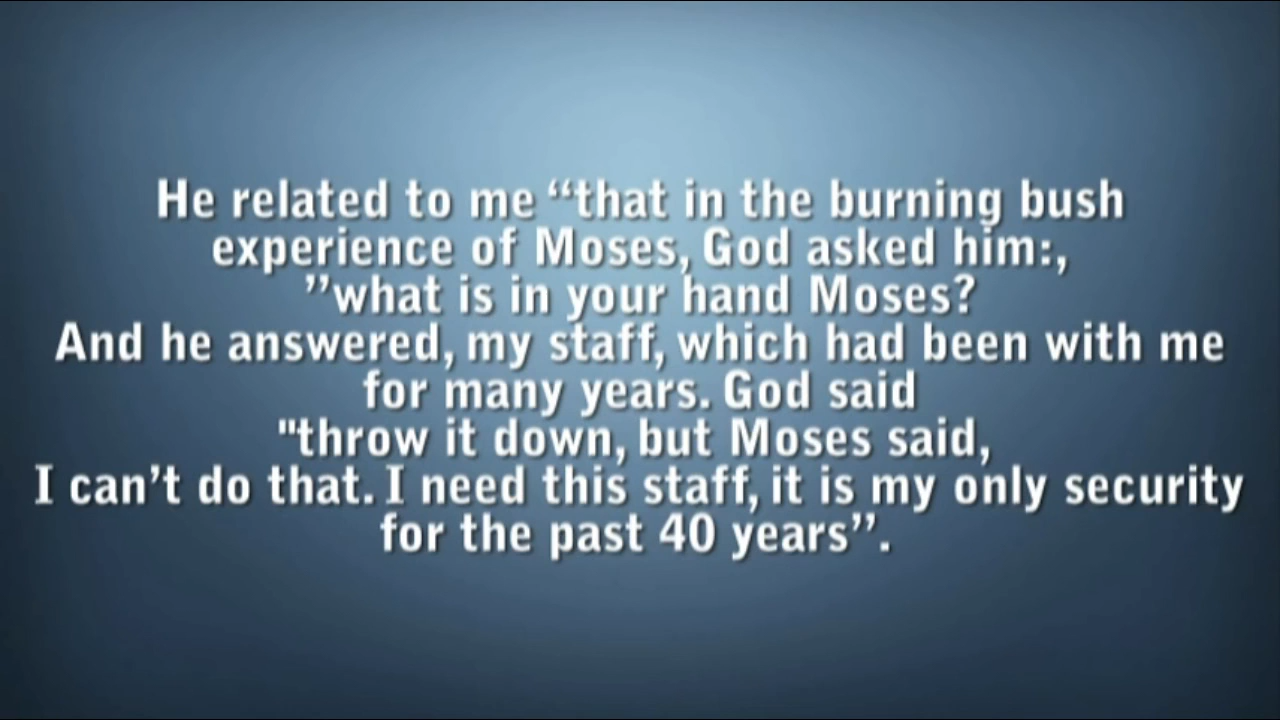 He related to me “that in the burning bush
experience of Moses, God asked him:,
”what is in your hand Moses?
And he answered, my staff, which had been with me
for many years. God said
"throw it down, but Moses said,
I can’t do that. I need this staff, it is my only security
for the past 40 years”.